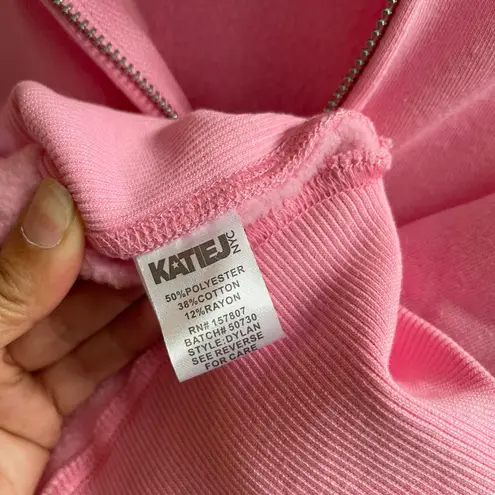 KATIEJ NYC
50%POLYESTER
38%COTTON
12%RAYON
RN# 157807
BATCH# 50730
STYLE:DYLAN
SEE REVERSE
FOR CARE